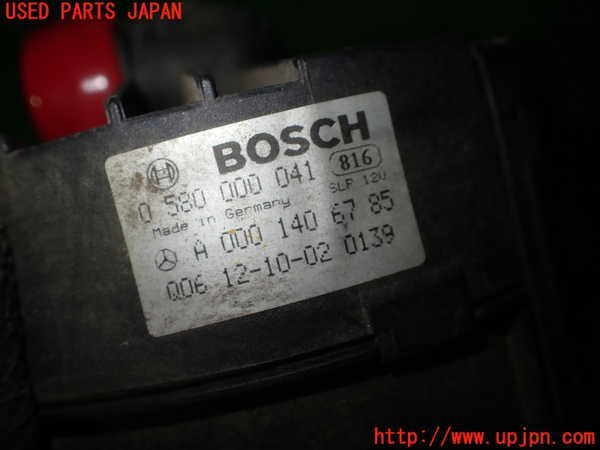 USED PARTS JAPAN
BOSCH
0 580 000 041 816
Made in Germany SLP 12V
A 000 140 67 85
Q06 12-10-02 0139
http://www.upjpn.com/